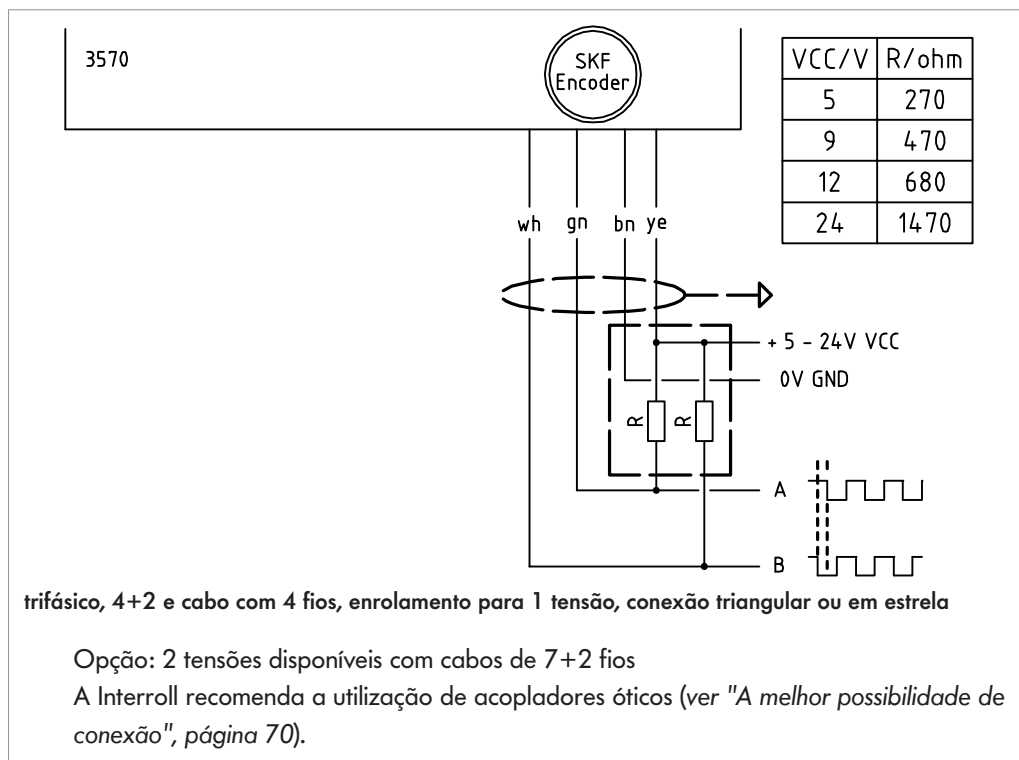 3570
SKF
Encoder
VCC/V R/ohm
5 270
9 470
12 680
24 1470
wh gn bn ye
+ 5 - 24V VCC
0V GND
R R
A
B
trifásico, 4+2 e cabo com 4 fios, enrolamento para 1 tensão, conexão triangular ou em estrela
Opção: 2 tensões disponíveis com cabos de 7+2 fios
A Interroll recomenda a utilização de acopladores óticos (ver "A melhor possibilidade de
conexão", página 70).